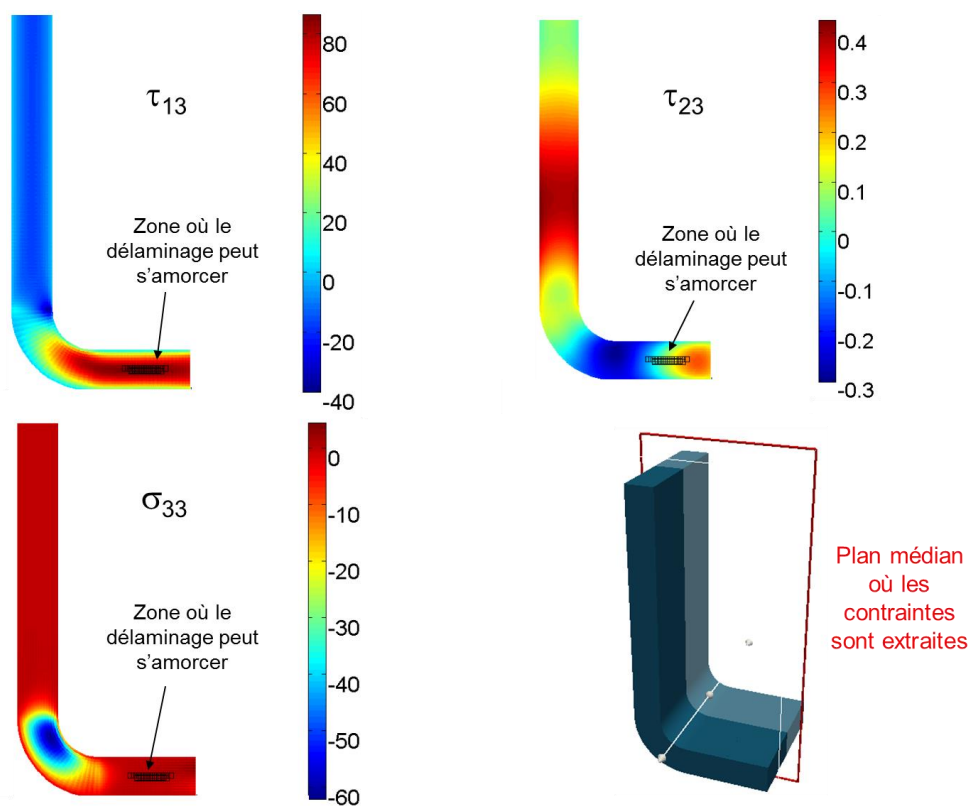 τ13
80
60
40
20
0
-20
-40
Zone où le
délaminage peut
s’amorcer
τ23
0.4
0.3
0.2
0.1
0
-0.1
-0.2
-0.3
Zone où le
délaminage peut
s’amorcer
σ33
0
-10
-20
-30
-40
-50
-60
Zone où le
délaminage peut
s’amorcer
Plan médian
où les
contraintes
sont extraites